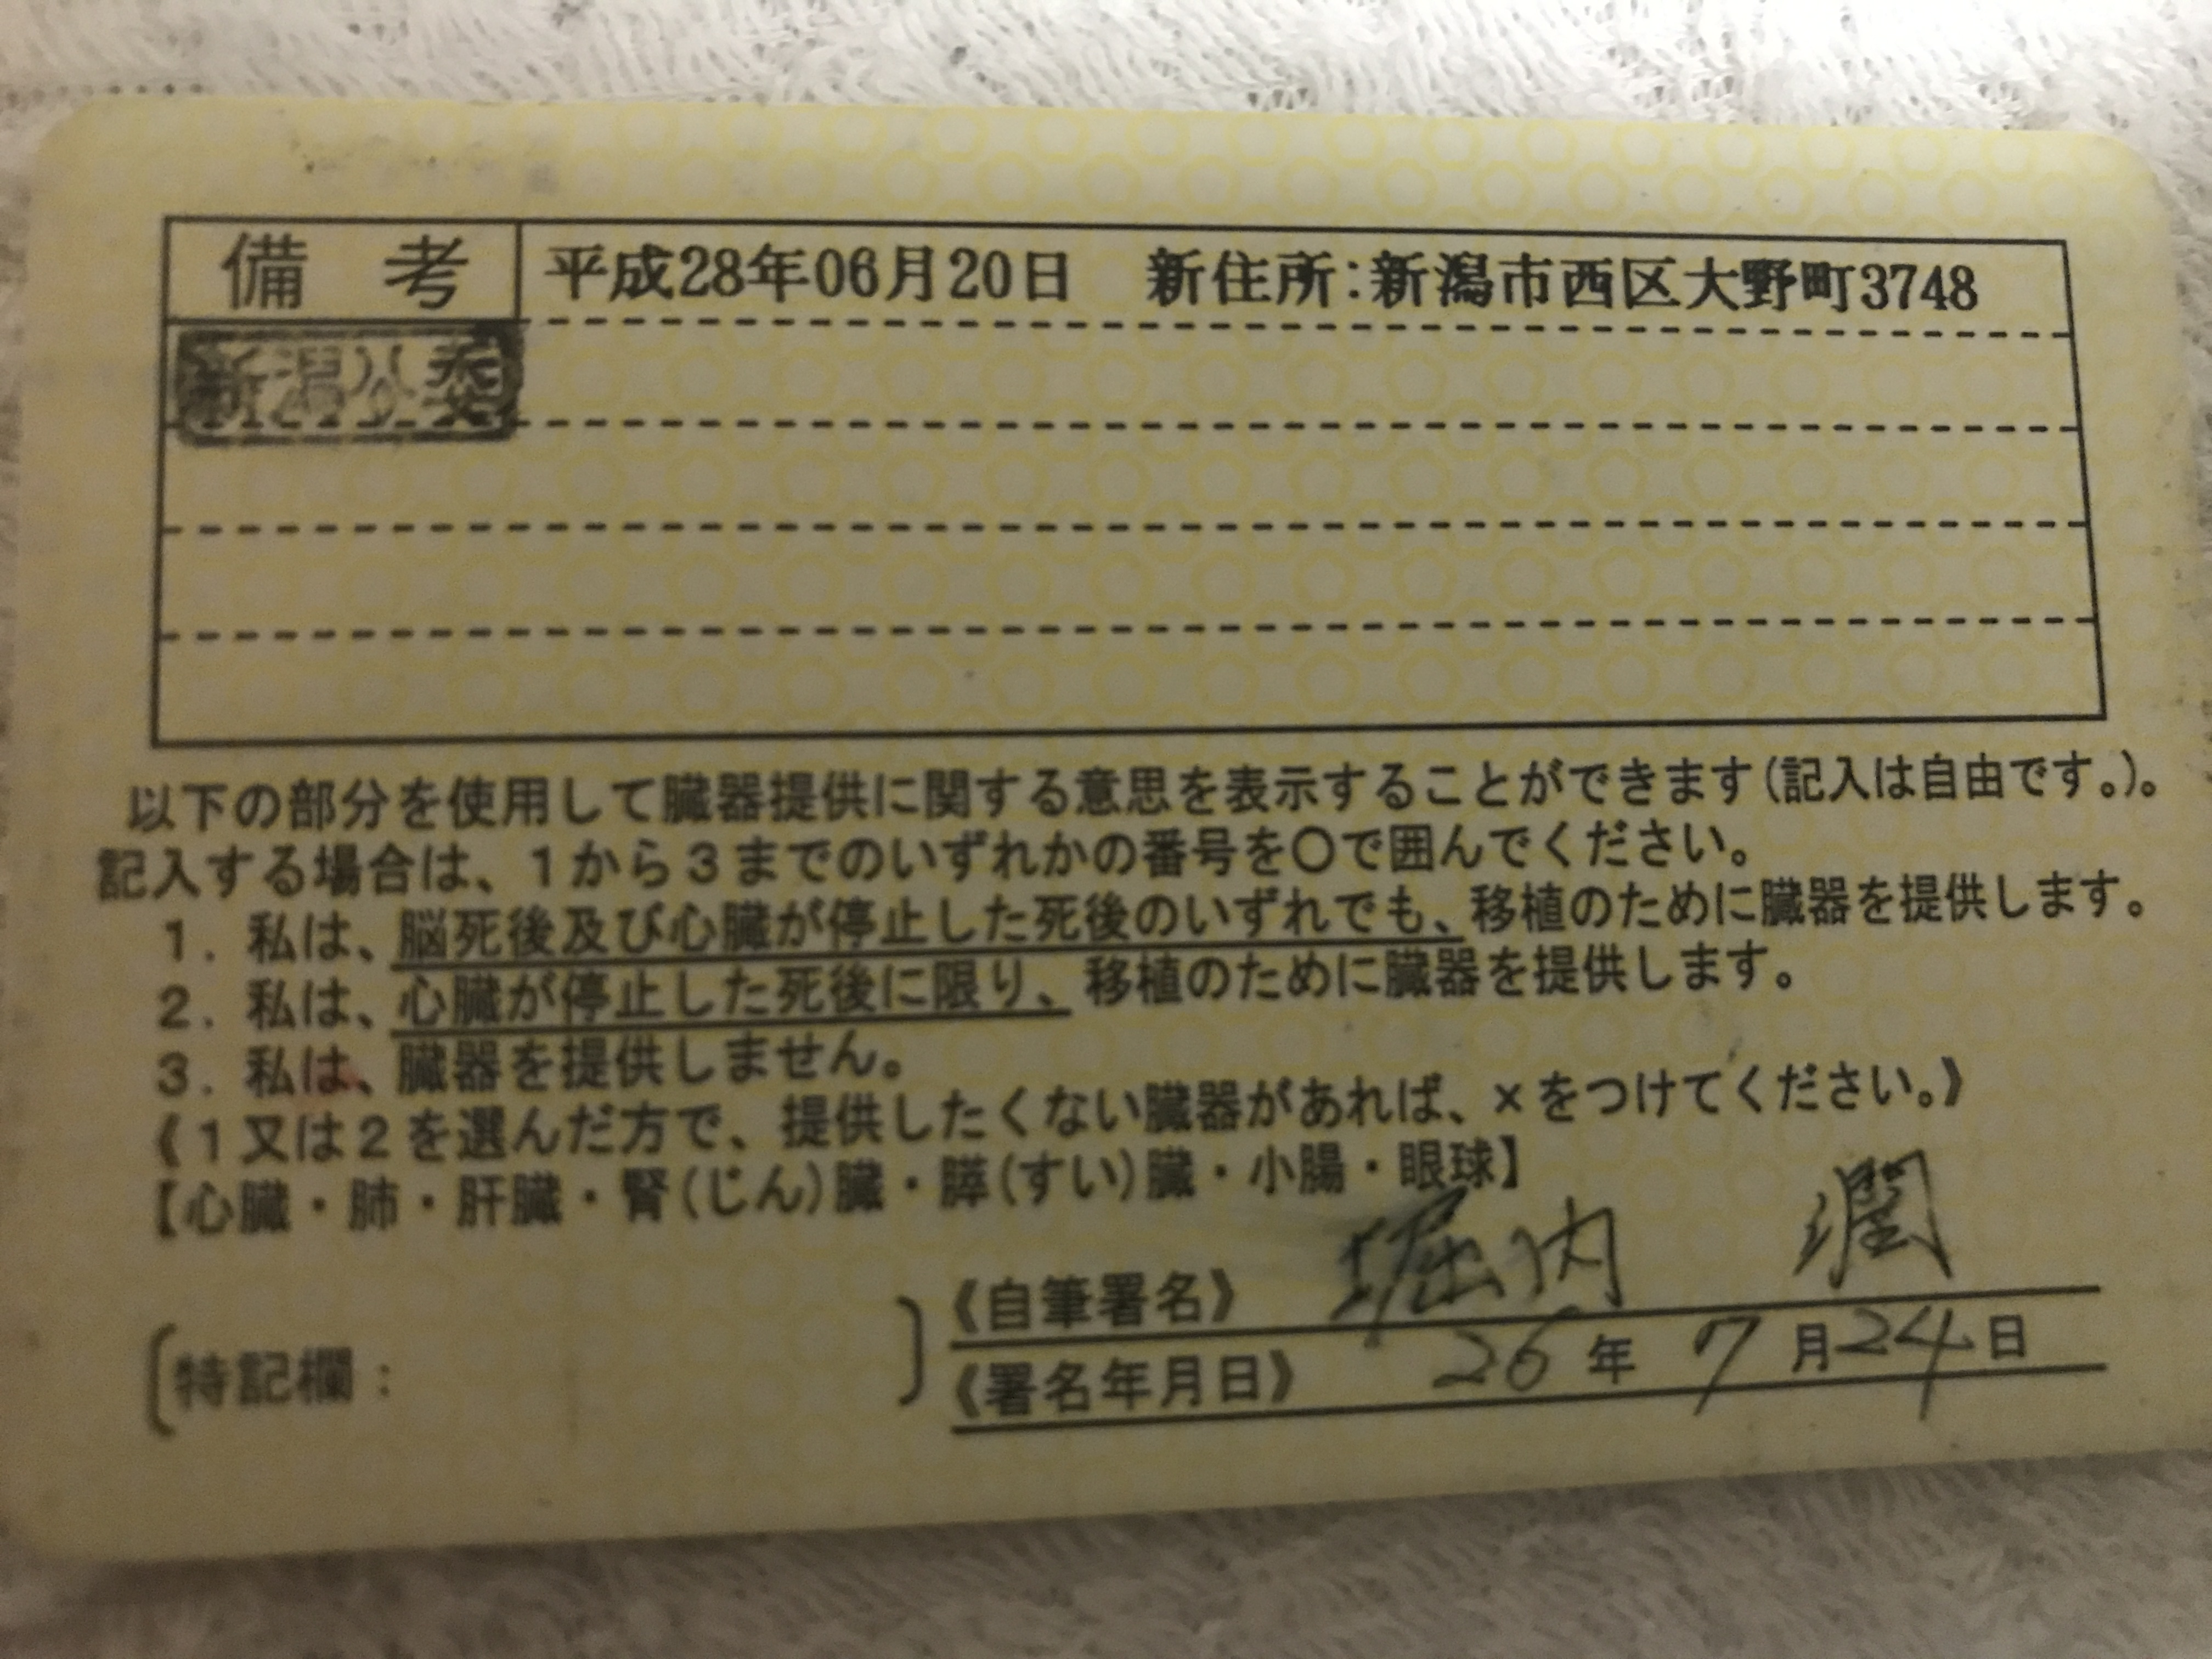 備考 平成28年06月20日 新住所:新潟市西区大野町3748
新潟公委
以下の部分を使用して臓器提供に関する意思を表示することができます(記入は自由です。)。
記入する場合は、1から3までのいずれかの番号を〇で囲んでください。
1. 私は、脳死後及び心臓が停止した死後のいずれでも、移植のために臓器を提供します。
2. 私は、心臓が停止した死後に限り、移植のために臓器を提供します。
3. 私は、臓器を提供しません。
《1又は2を選んだ方で、提供したくない臓器があれば、×をつけてください。》
【心臓・肺・肝臓・腎(じん)臓・膵(すい)臓・小腸・眼球】
《自筆署名》 堀内 潤
〔特記欄: 〕
《署名年月日》 26年7月24日